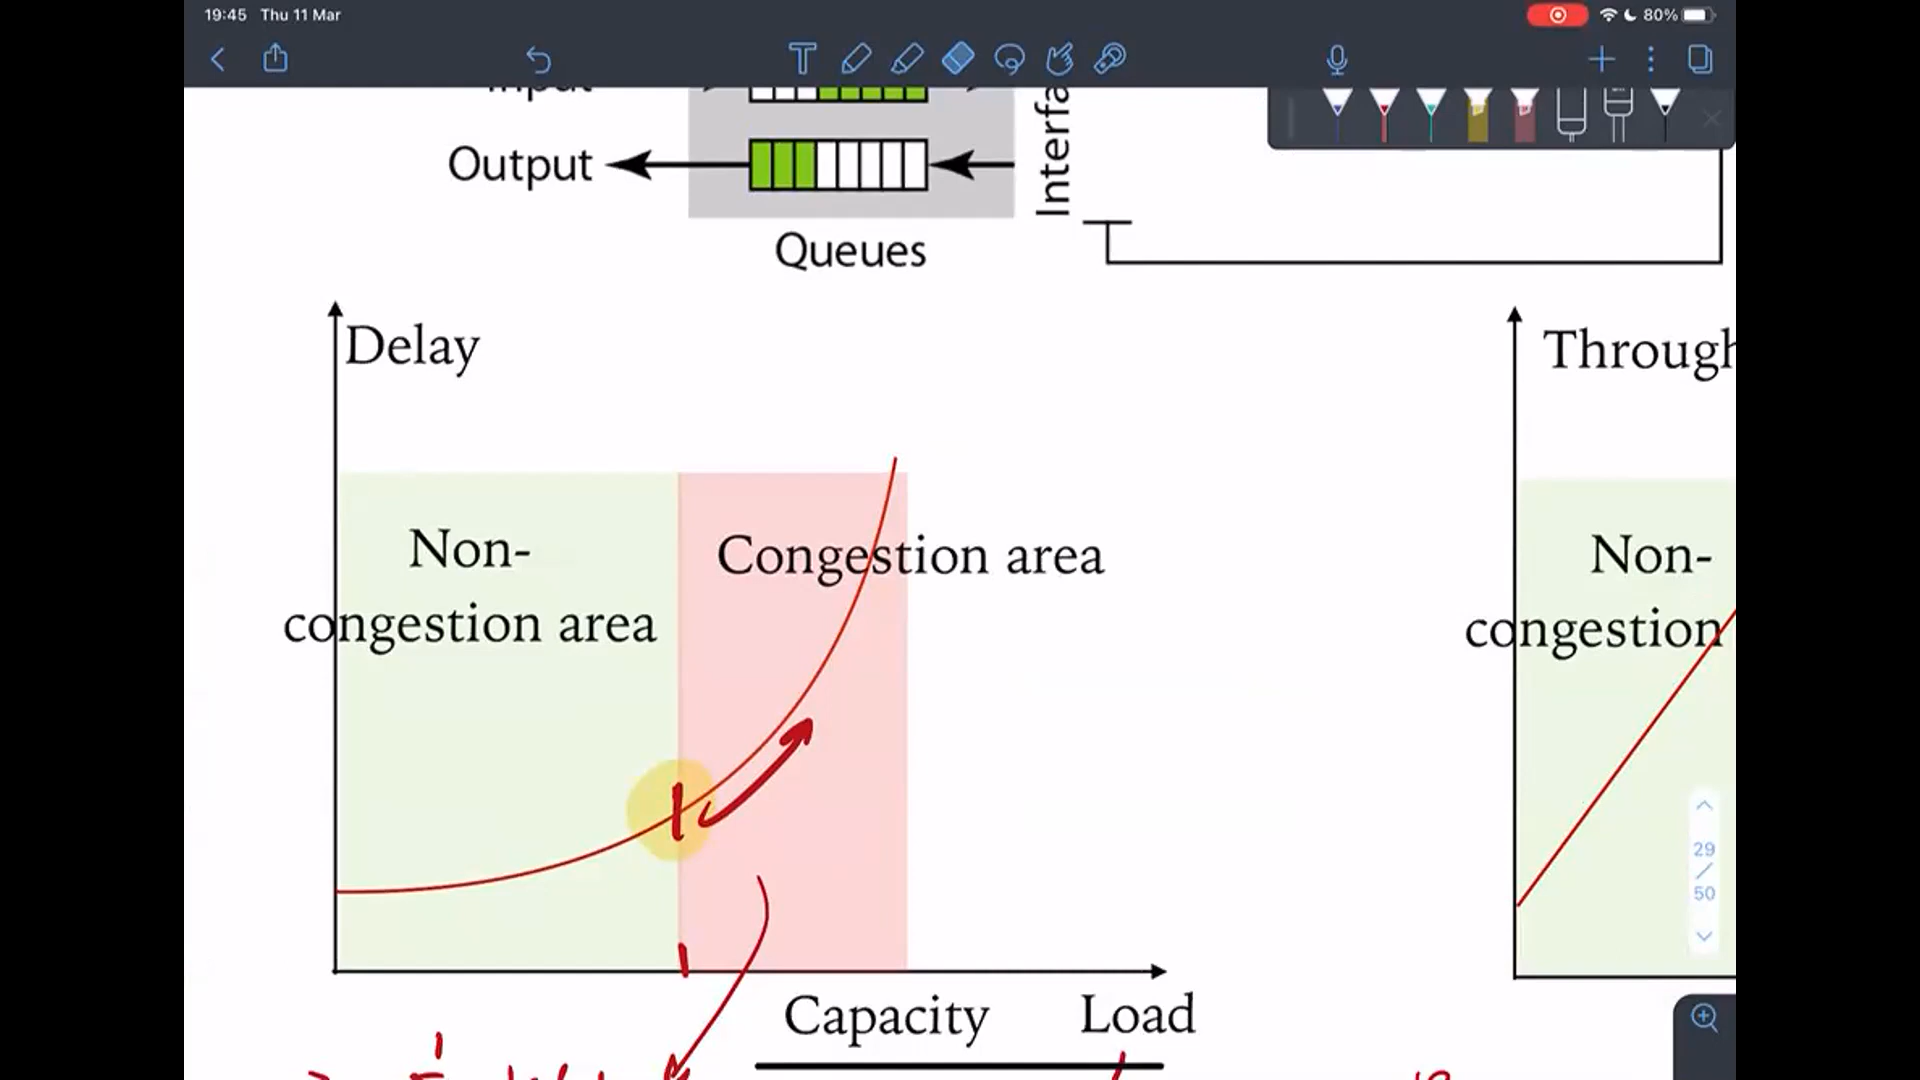 19:45 Thu 11 Mar
80%
Input
Output
Interfa
Queues
Delay
Through
Non-
congestion area
Congestion area
Non-
congestion
29
50
Capacity
Load